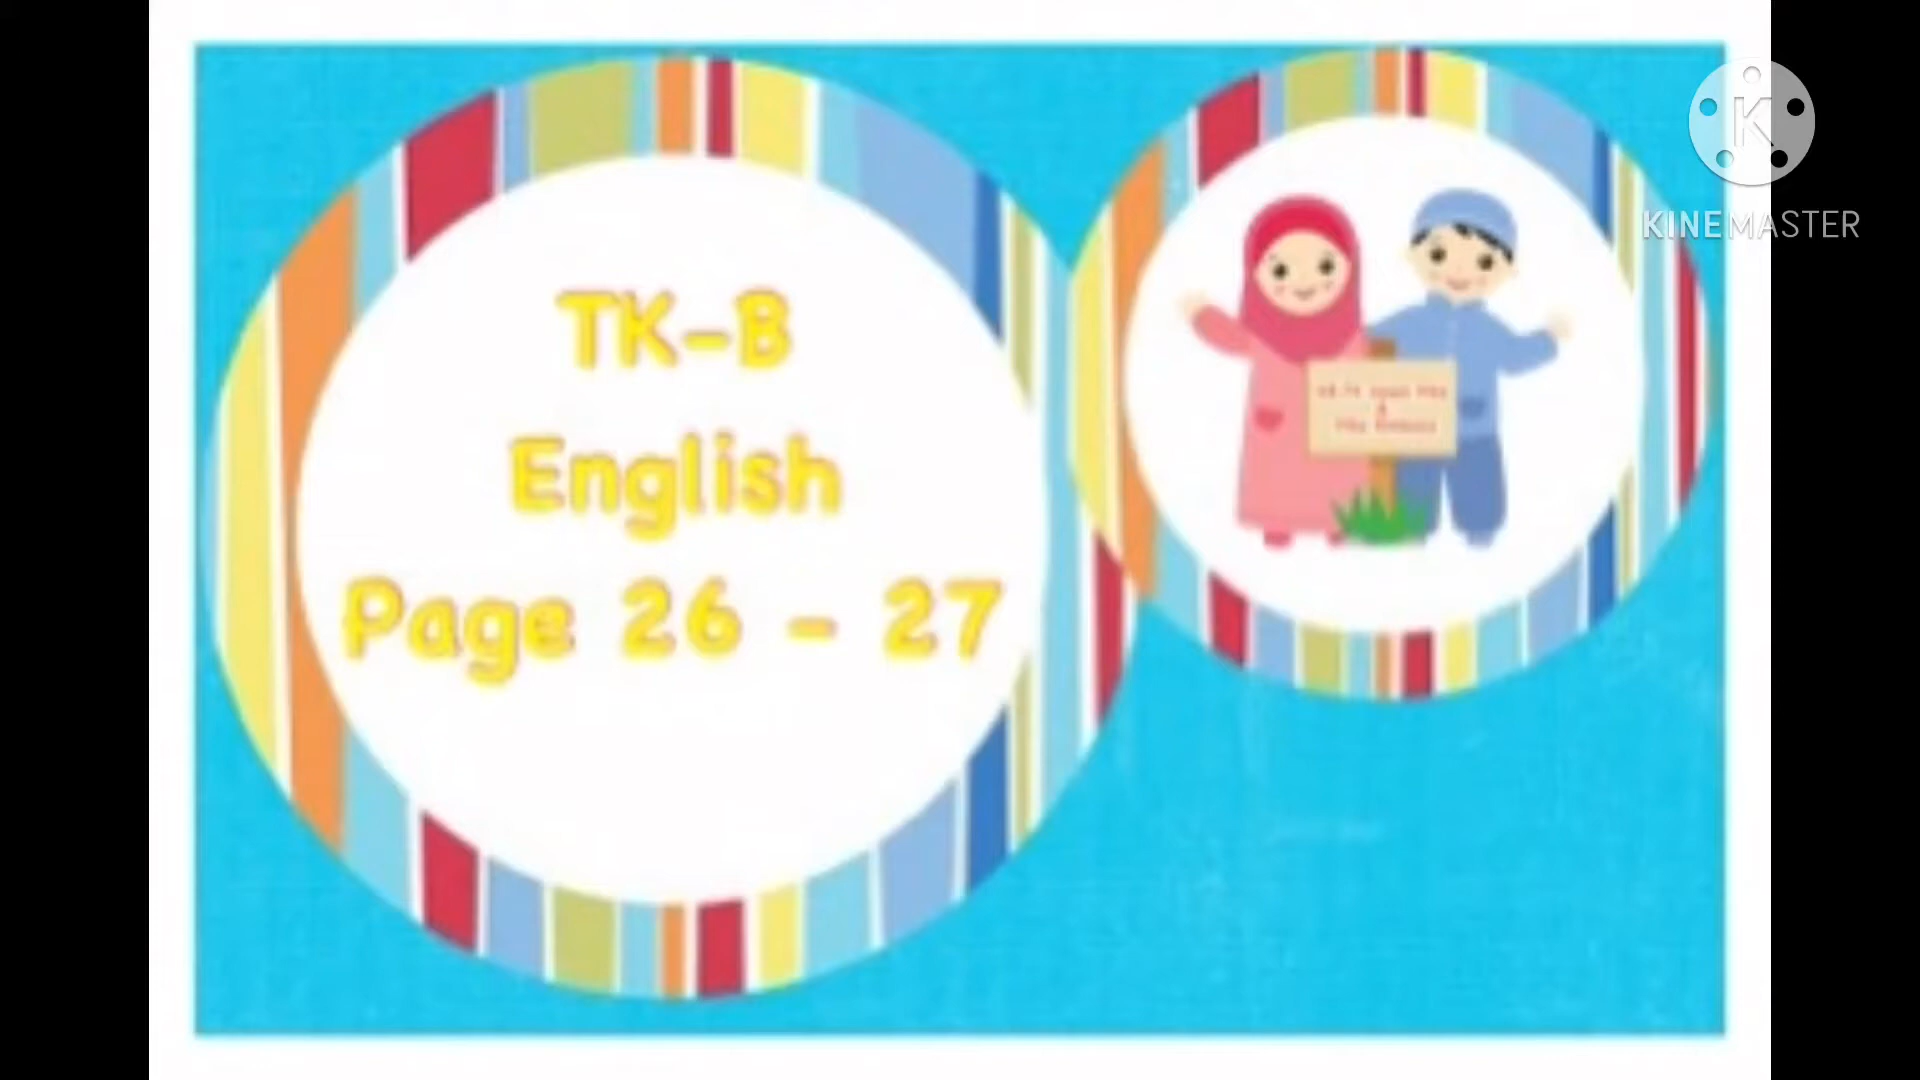 TK-B
English
Page 26 - 27
K
KINEMASTER